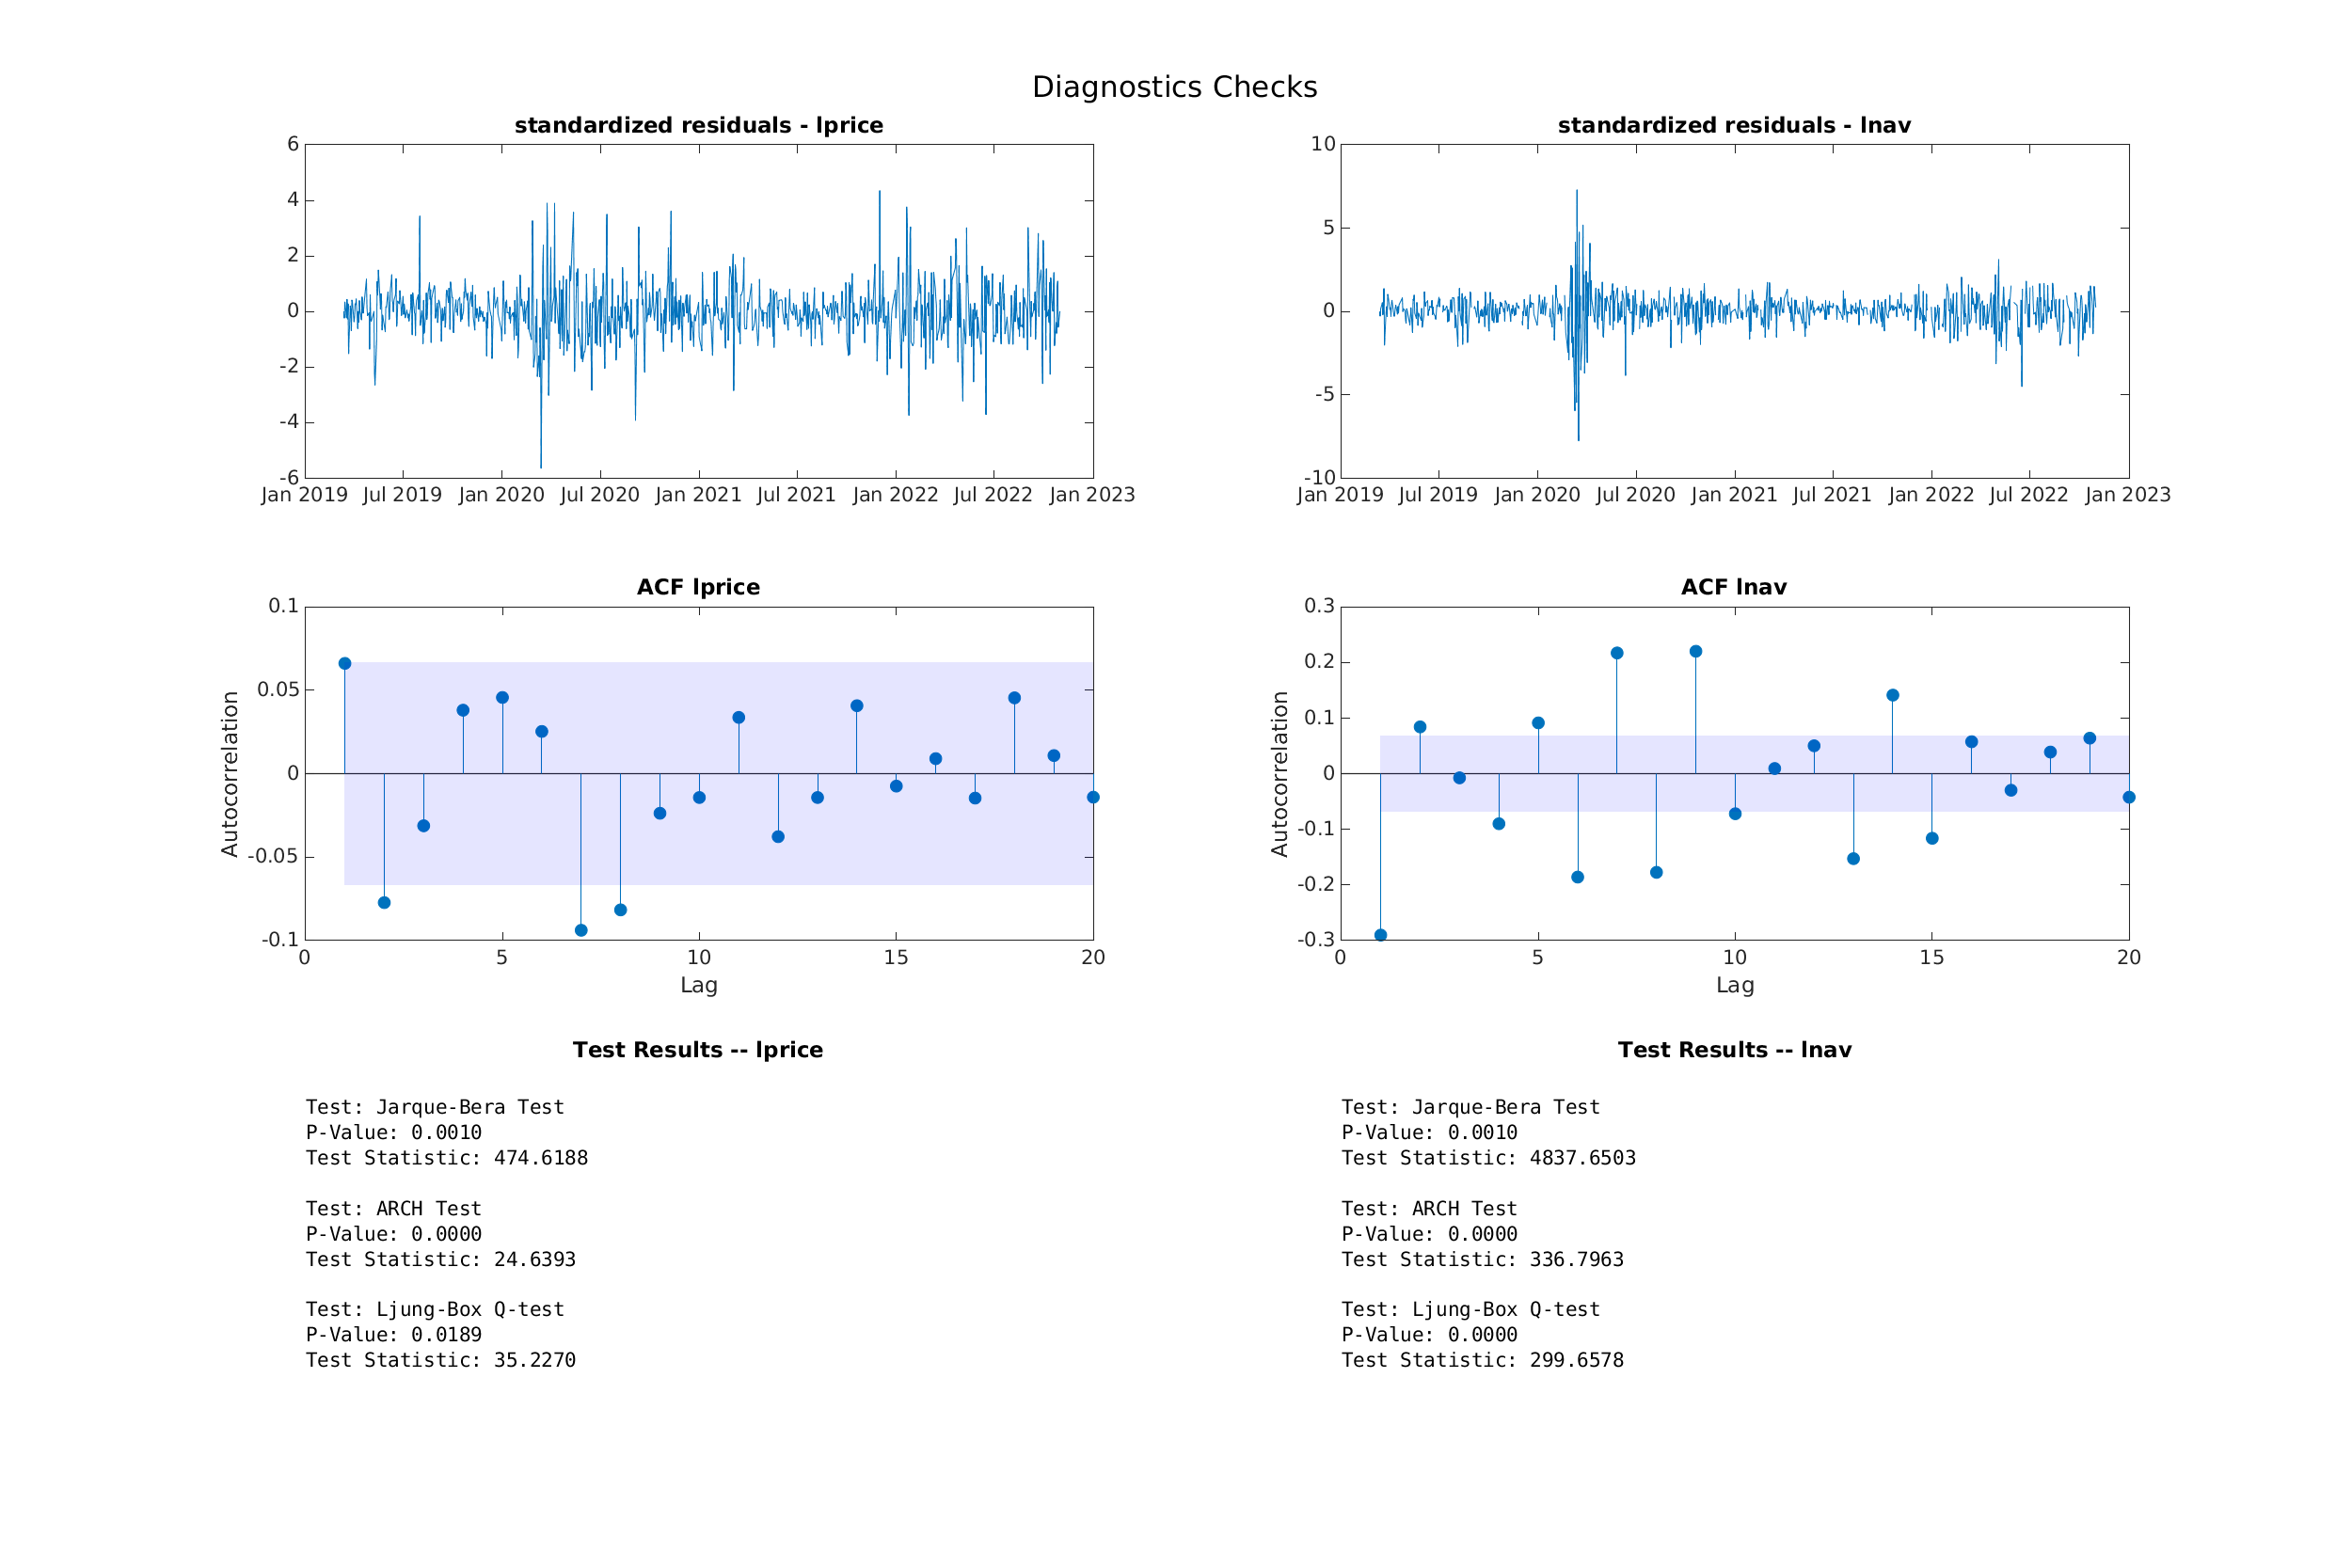 Diagnostics Checks
standardized residuals - lprice
6
4
2
0
-2
-4
-6
Jan 2019 Jul 2019 Jan 2020 Jul 2020 Jan 2021 Jul 2021 Jan 2022 Jul 2022 Jan 2023
standardized residuals - lnav
10
5
0
-5
-10
Jan 2019 Jul 2019 Jan 2020 Jul 2020 Jan 2021 Jul 2021 Jan 2022 Jul 2022 Jan 2023
ACF lprice
Autocorrelation
0.1
0.05
0
-0.05
-0.1
0 5 10 15 20
Lag
ACF lnav
Autocorrelation
0.3
0.2
0.1
0
-0.1
-0.2
-0.3
0 5 10 15 20
Lag
Test Results -- lprice
Test: Jarque-Bera Test
P-Value: 0.0010
Test Statistic: 474.6188
Test: ARCH Test
P-Value: 0.0000
Test Statistic: 24.6393
Test: Ljung-Box Q-test
P-Value: 0.0189
Test Statistic: 35.2270
Test Results -- lnav
Test: Jarque-Bera Test
P-Value: 0.0010
Test Statistic: 4837.6503
Test: ARCH Test
P-Value: 0.0000
Test Statistic: 336.7963
Test: Ljung-Box Q-test
P-Value: 0.0000
Test Statistic: 299.6578